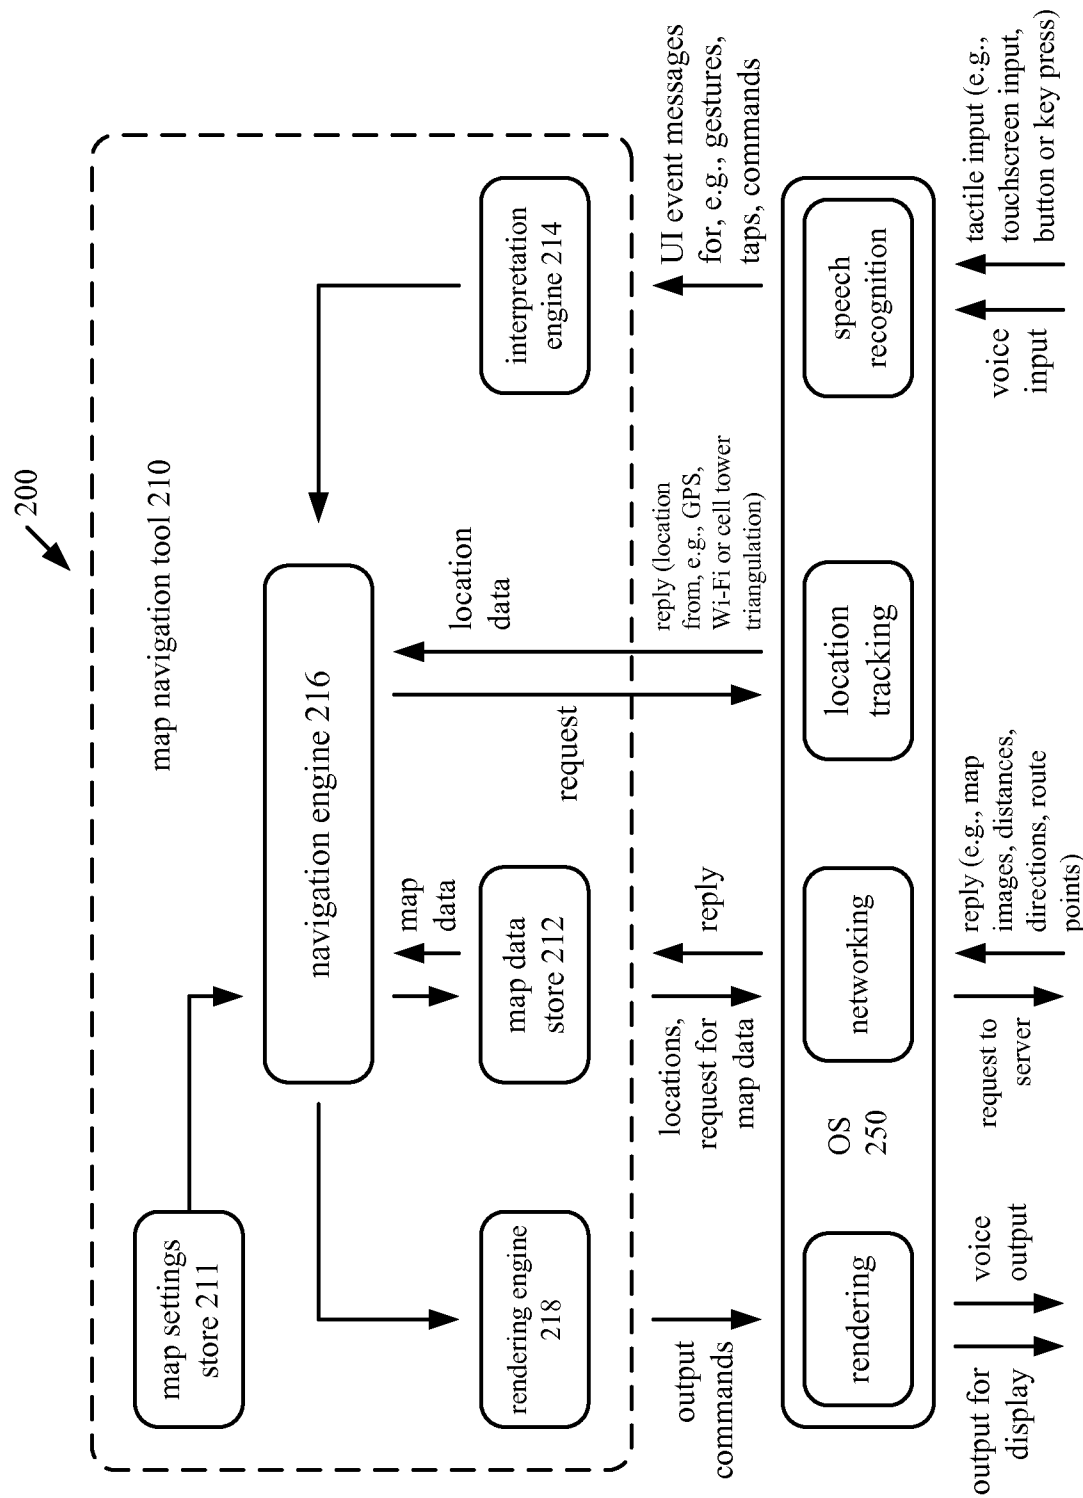 200
map navigation tool 210
map settings
store 211
navigation engine 216
rendering engine
218
map data
store 212
interpretation
engine 214
map
data
location
data
request
output
commands
locations,
request for
map data
reply
reply (location
from, e.g., GPS,
Wi-Fi or cell tower
triangulation)
UI event messages
for, e.g., gestures,
taps, commands
rendering
OS
250
networking
location
tracking
speech
recognition
output for
display
voice
output
request to
server
reply (e.g., map
images, distances,
directions, route
points)
voice
input
tactile input (e.g.,
touchscreen input,
button or key press)